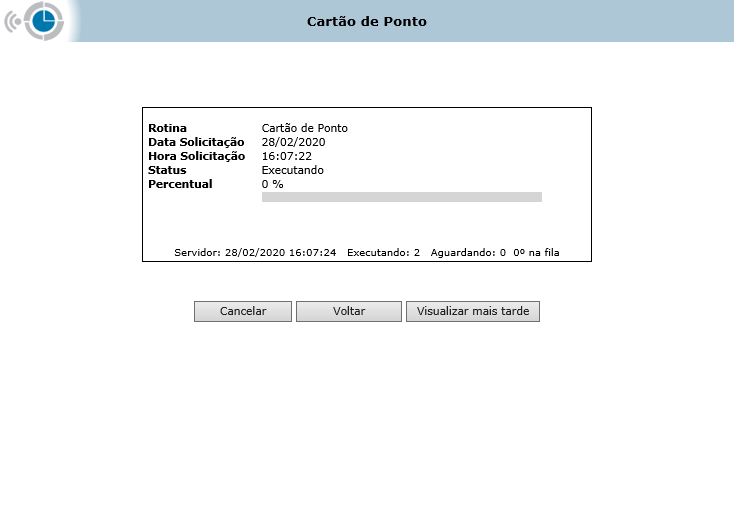 Cartão de Ponto
Rotina Cartão de Ponto
Data Solicitação 28/02/2020
Hora Solicitação 16:07:22
Status Executando
Percentual 0 %
Servidor: 28/02/2020 16:07:24 Executando: 2 Aguardando: 0 0º na fila
Cancelar Voltar Visualizar mais tarde